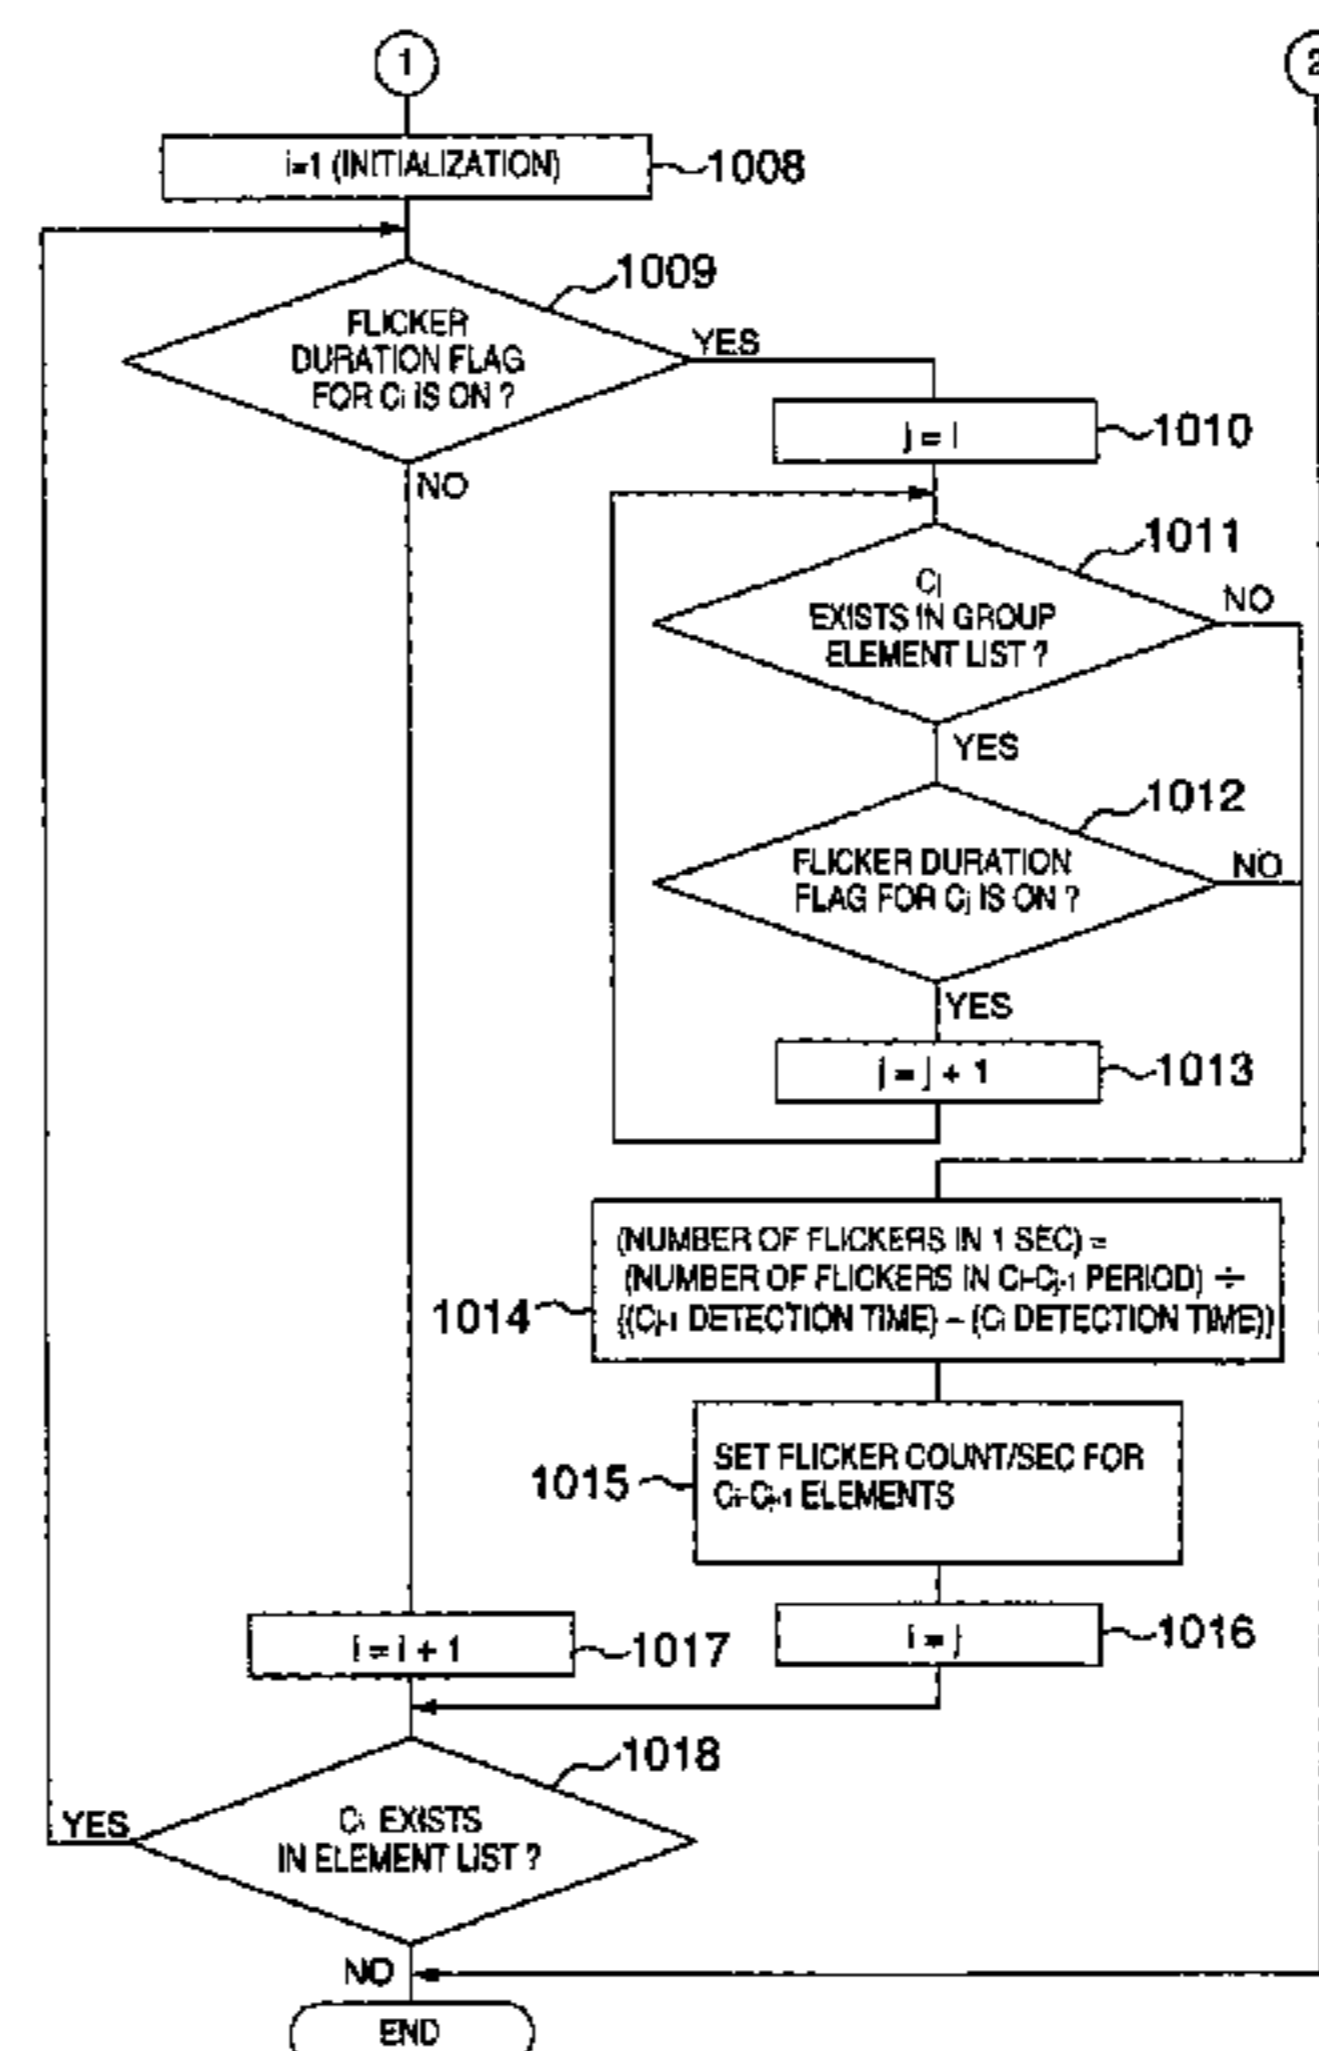 1
2
i=1 (INITIALIZATION)
1008
1009
FLICKER
DURATION FLAG
FOR Ci IS ON ?
YES
NO
j = i
1010
1011
Cj
EXISTS IN GROUP
ELEMENT LIST ?
NO
YES
1012
FLICKER DURATION
FLAG FOR Cj IS ON ?
NO
YES
j = j + 1
1013
(NUMBER OF FLICKERS IN 1 SEC) =
(NUMBER OF FLICKERS IN Ci-Cj-1 PERIOD) ÷
{(Cj-1 DETECTION TIME) – (Ci DETECTION TIME)}
1014
SET FLICKER COUNT/SEC FOR
Ci-Cj-1 ELEMENTS
1015
i = i + 1
1017
i = j
1016
1018
Ci EXISTS
IN ELEMENT LIST ?
YES
NO
END